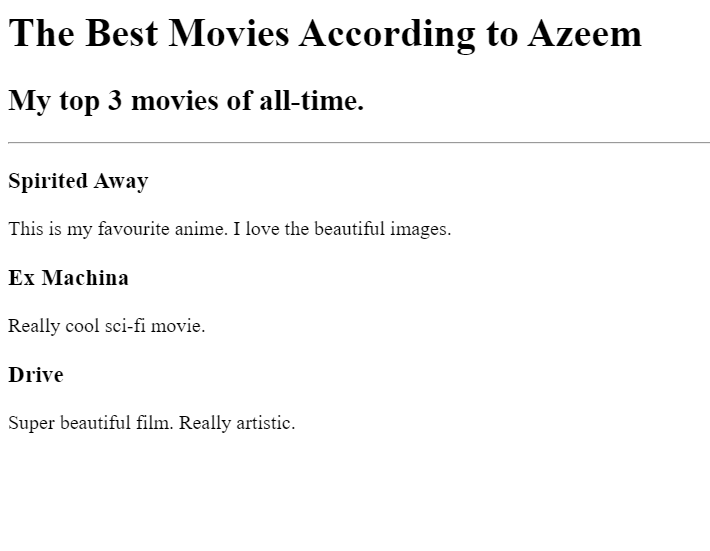 The Best Movies According to Azeem
My top 3 movies of all-time.
Spirited Away
This is my favourite anime. I love the beautiful images.
Ex Machina
Really cool sci-fi movie.
Drive
Super beautiful film. Really artistic.